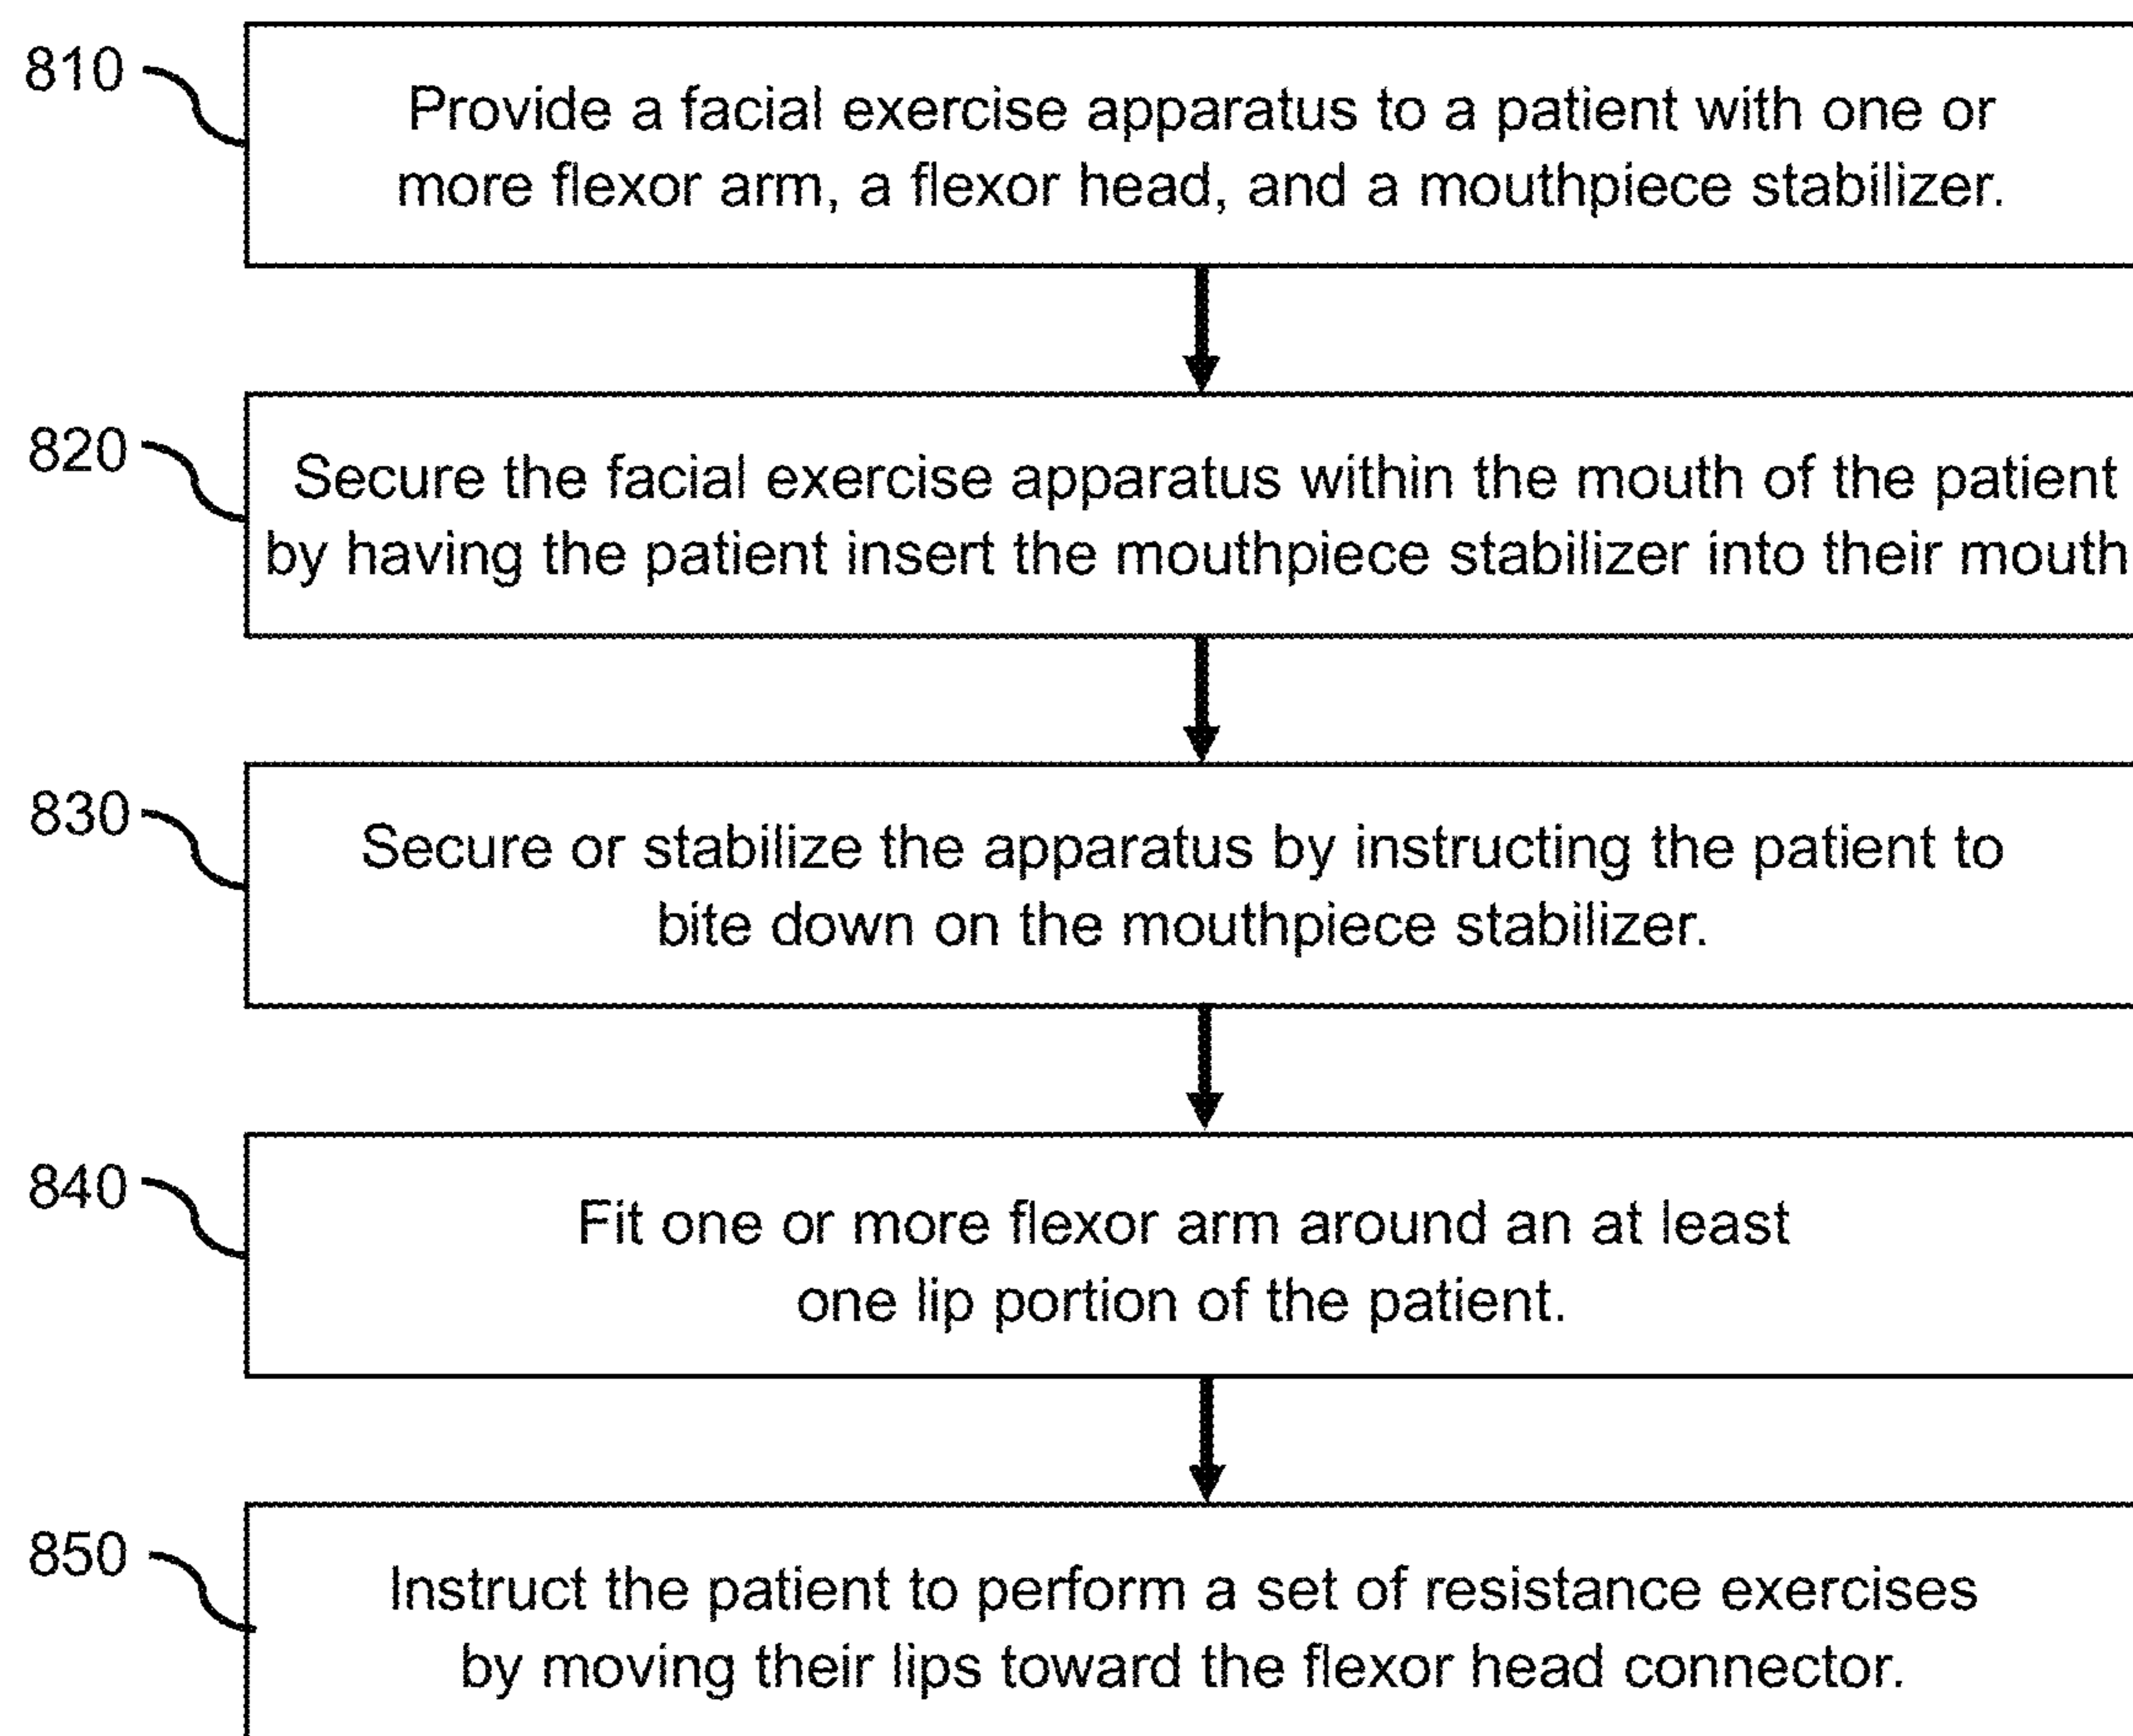 810
Provide a facial exercise apparatus to a patient with one or
more flexor arm, a flexor head, and a mouthpiece stabilizer.
820
Secure the facial exercise apparatus within the mouth of the patient
by having the patient insert the mouthpiece stabilizer into their mouth
830
Secure or stabilize the apparatus by instructing the patient to
bite down on the mouthpiece stabilizer.
840
Fit one or more flexor arm around an at least
one lip portion of the patient.
850
Instruct the patient to perform a set of resistance exercises
by moving their lips toward the flexor head connector.